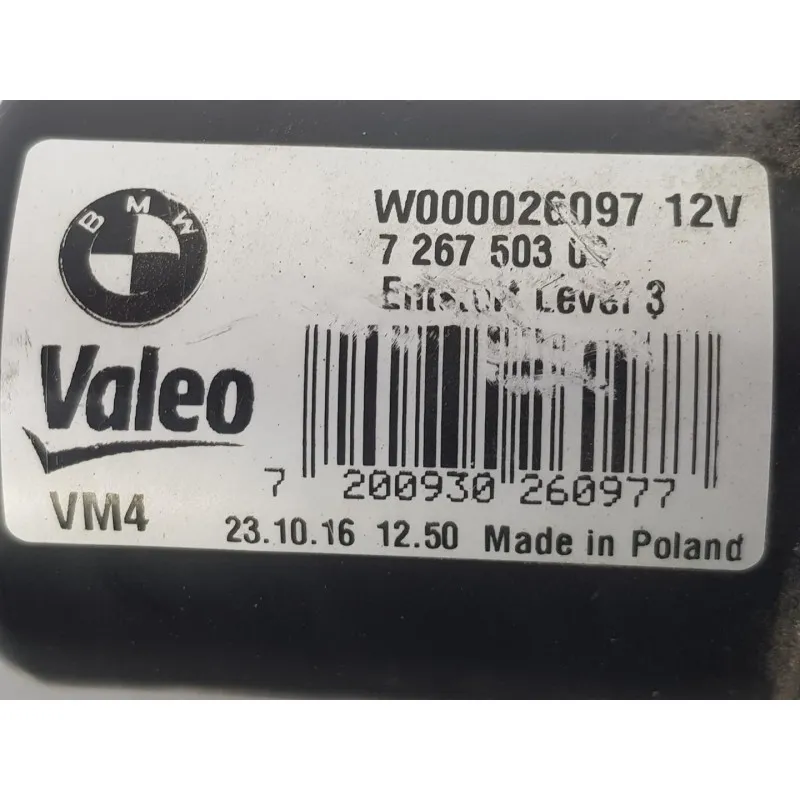 BMW
W000026097 12V
7 267 503
Level 3
Valeo
7 200930 260977
VM4
23.10.16 12.50 Made in Poland